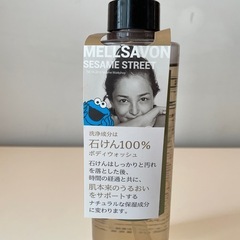 MELLSAVON
SESAME STREET
洗浄成分は
石けん100%
ボディウォッシュ
石けんはしっかりと汚れ
を落とした後、
時間の経過と共に、
肌本来のうるおい
をサポートする
ナチュラルな保湿成分
に変わります。